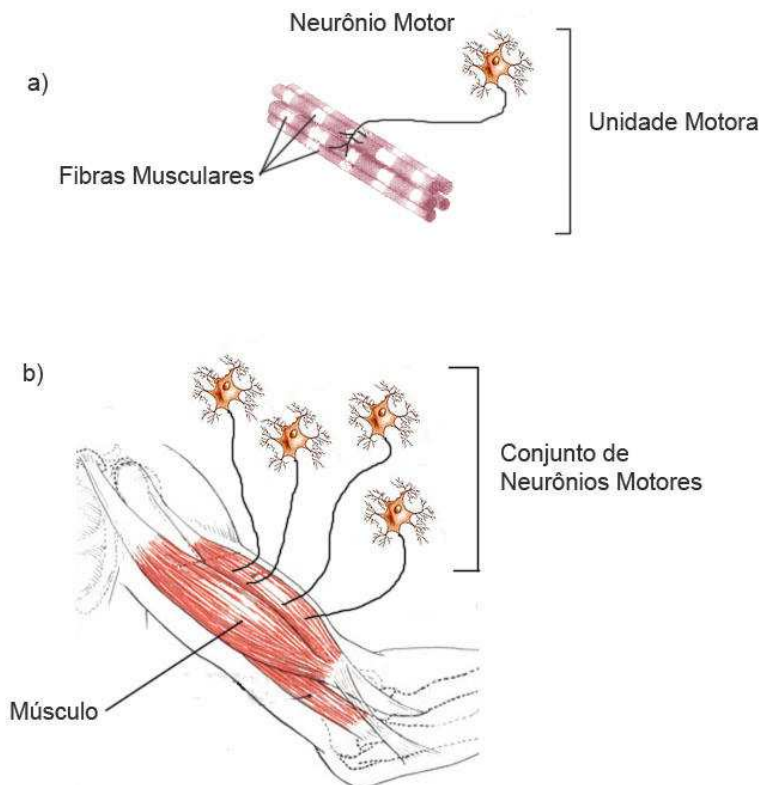 Neurônio Motor
a)
Unidade Motora
Fibras Musculares
b)
Conjunto de
Neurônios Motores
Músculo